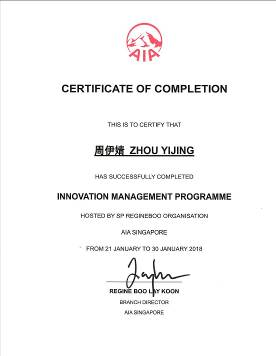 AIA
CERTIFICATE OF COMPLETION
THIS IS TO CERTIFY THAT
周伊婧 ZHOU YIJING
HAS SUCCESSFULLY COMPLETED
INNOVATION MANAGEMENT PROGRAMME
HOSTED BY SP REGINEBOO ORGANISATION
AIA SINGAPORE
FROM 21 JANUARY TO 30 JANUARY 2018
REGINE BOO LAY KOON
BRANCH DIRECTOR
AIA SINGAPORE